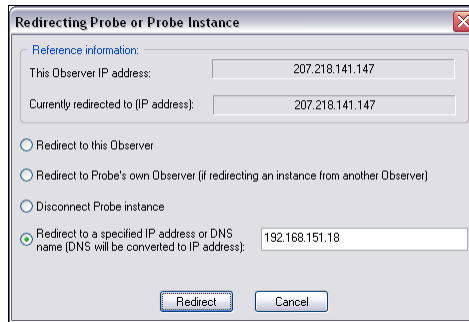 Redirecting Probe or Probe Instance
Reference information:
This Observer IP address: 207.218.141.147
Currently redirected to (IP address): 207.218.141.147
Redirect to this Observer
Redirect to Probe's own Observer (if redirecting an instance from another Observer)
Disconnect Probe instance
Redirect to a specified IP address or DNS
name (DNS will be converted to IP address): 192.168.151.18
Redirect Cancel